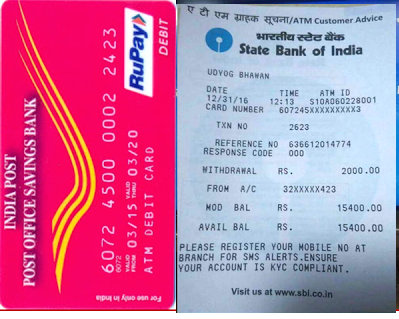 INDIA POST
POST OFFICE SAVINGS BANK
RuPay
DEBIT
6072 4500 0002 2423
6072
VALID FROM 03/15 VALID THRU 03/20
ATM DEBIT CARD
For use only in India
ए टी एम ग्राहक सूचना/ATM Customer Advice
भारतीय स्टेट बैंक
State Bank of India
UDYOG BHAWAN
DATE TIME ATM ID
12/31/16 12:13 S10A060228001
CARD NUMBER 607245XXXXXXXXX3
TXN NO 2623
REFERENCE NO 636612014774
RESPONSE CODE 000
WITHDRAWAL RS. 2000.00
FROM A/C 32XXXXX423
MOD BAL RS. 15400.00
AVAIL BAL RS. 15400.00
PLEASE REGISTER YOUR MOBILE NO AT
BRANCH FOR SMS ALERTS.ENSURE
YOUR ACCOUNT IS KYC COMPLIANT.
Visit us at www.sbi.co.in